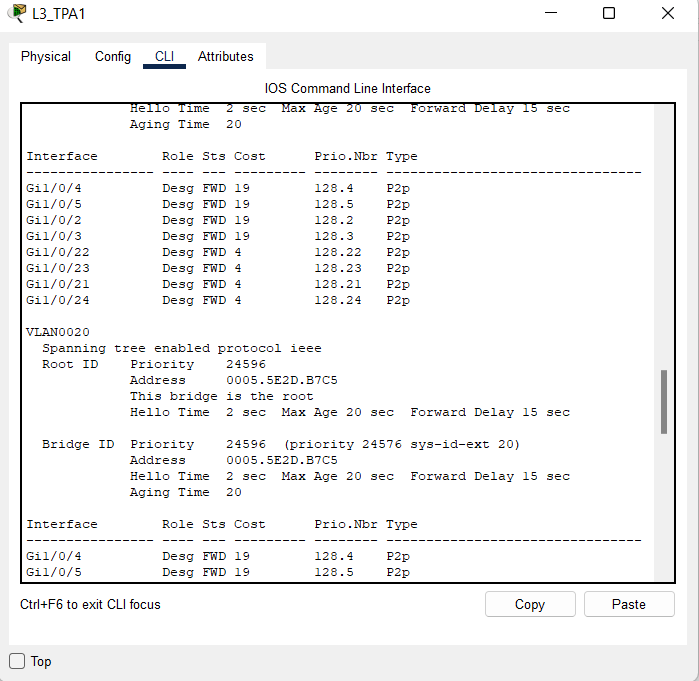 L3_TPA1
Physical Config CLI Attributes
IOS Command Line Interface
Hello Time 2 sec Max Age 20 sec Forward Delay 15 sec
Aging Time 20
Interface Role Sts Cost Prio.Nbr Type
---------------- ---- --- --------- -------- --------------------------------
Gi1/0/4 Desg FWD 19 128.4 P2p
Gi1/0/5 Desg FWD 19 128.5 P2p
Gi1/0/2 Desg FWD 19 128.2 P2p
Gi1/0/3 Desg FWD 19 128.3 P2p
Gi1/0/22 Desg FWD 4 128.22 P2p
Gi1/0/23 Desg FWD 4 128.23 P2p
Gi1/0/21 Desg FWD 4 128.21 P2p
Gi1/0/24 Desg FWD 4 128.24 P2p
VLAN0020
Spanning tree enabled protocol ieee
Root ID Priority 24596
Address 0005.5E2D.B7C5
This bridge is the root
Hello Time 2 sec Max Age 20 sec Forward Delay 15 sec
Bridge ID Priority 24596 (priority 24576 sys-id-ext 20)
Address 0005.5E2D.B7C5
Hello Time 2 sec Max Age 20 sec Forward Delay 15 sec
Aging Time 20
Interface Role Sts Cost Prio.Nbr Type
---------------- ---- --- --------- -------- --------------------------------
Gi1/0/4 Desg FWD 19 128.4 P2p
Gi1/0/5 Desg FWD 19 128.5 P2p
Ctrl+F6 to exit CLI focus Copy Paste
Top